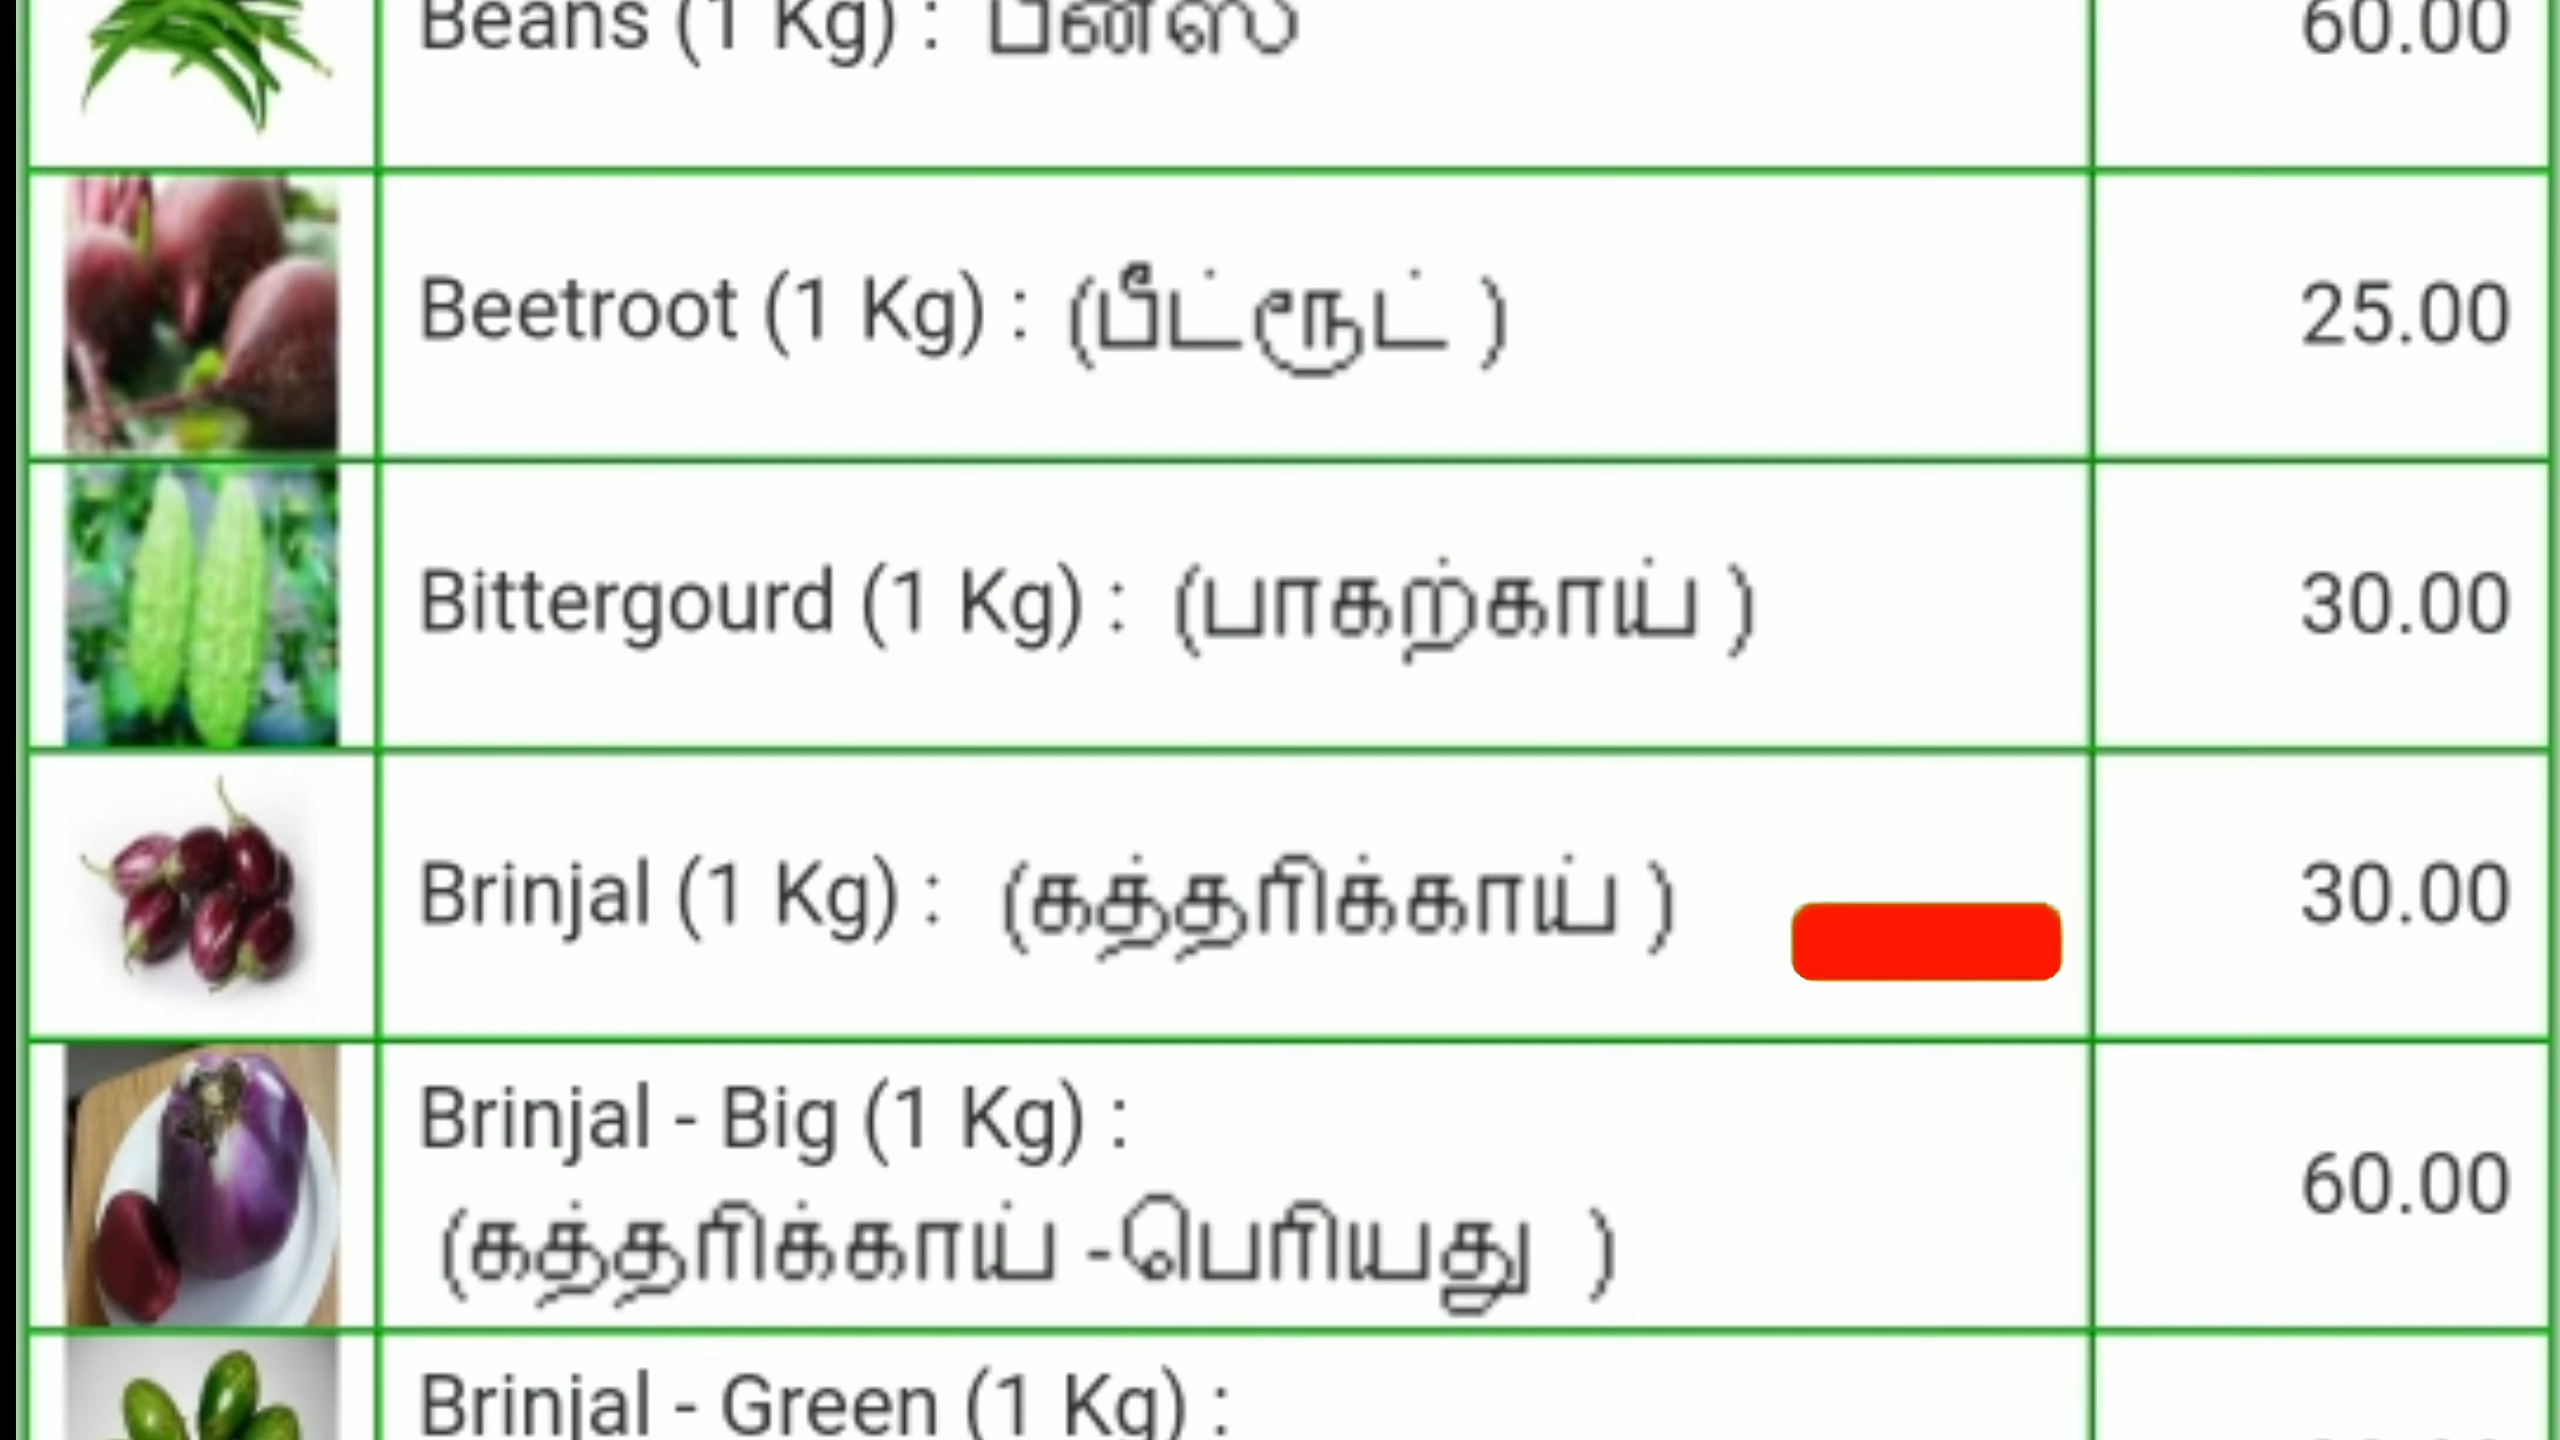 Beans (1 Kg) : பீன்ஸ் 60.00
Beetroot (1 Kg) : (பீட்ரூட் ) 25.00
Bittergourd (1 Kg) : (பாகற்காய் ) 30.00
Brinjal (1 Kg) : (கத்தரிக்காய் ) 30.00
Brinjal - Big (1 Kg) :
(கத்தரிக்காய் -பெரியது ) 60.00
Brinjal - Green (1 Kg) :